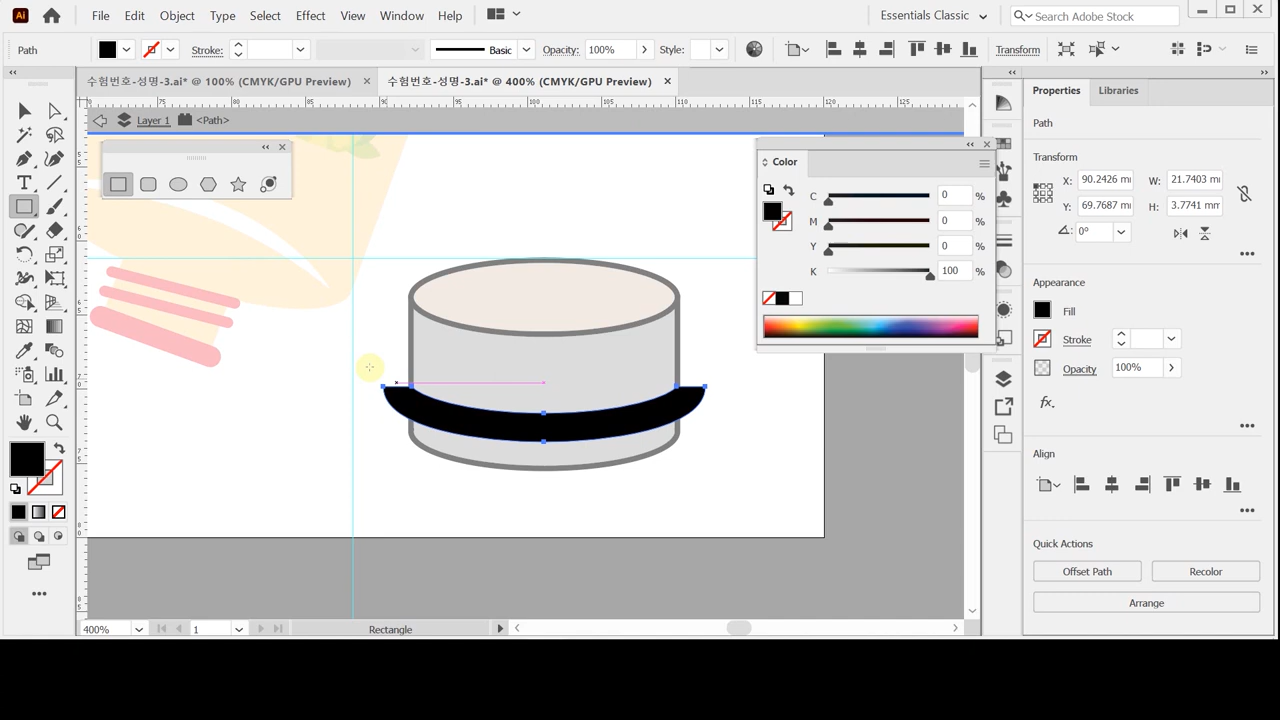 Ai File Edit Object Type Select Effect View Window Help Essentials Classic Search Adobe Stock
Path Stroke: Basic Opacity: 100% Style: Transform
수험번호-성명-3.ai* @ 100% (CMYK/GPU Preview) × 수험번호-성명-3.ai* @ 400% (CMYK/GPU Preview) ×
Properties Libraries
Layer 1 <Path>
Path
Color
Transform
C 0 %
M 0 %
Y 0 %
K 100 %
X: 90.2426 mm W: 21.7403 mm
Y: 69.7687 mm H: 3.7741 mm
0°
Appearance
Fill
Stroke
Opacity 100%
fx.
Align
Quick Actions
Offset Path Recolor
Arrange
400% 1 Rectangle